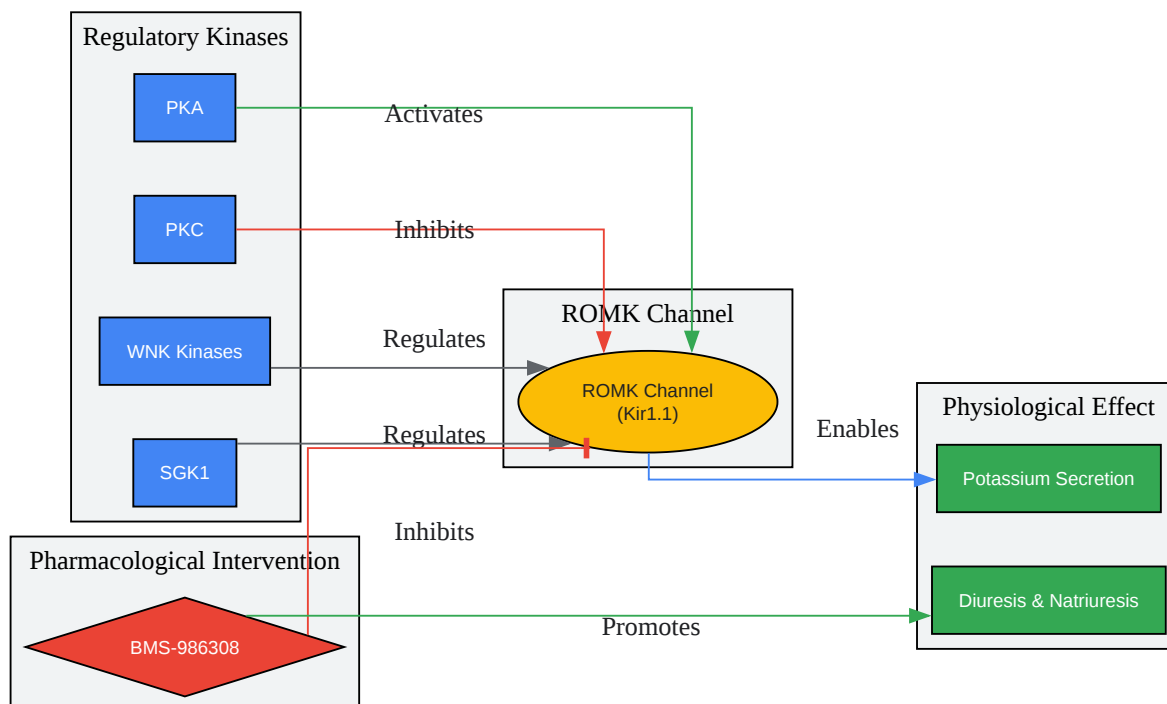 Regulatory Kinases
PKA
Activates
PKC
Inhibits
ROMK Channel
WNK Kinases
Regulates
ROMK Channel
(Kir1.1)
Physiological Effect
SGK1
Regulates
Enables
Potassium Secretion
Inhibits
Pharmacological Intervention
BMS-986308
Promotes
Diuresis & Natriuresis